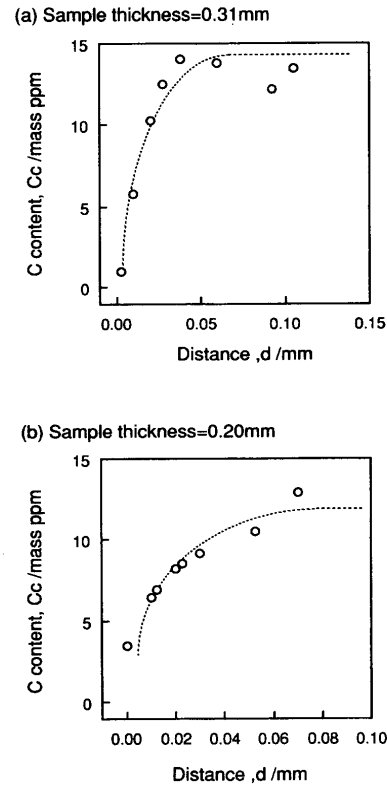 (a) Sample thickness=0.31mm
C content, Cc /mass ppm
15
10
5
0
0.00 0.05 0.10 0.15
Distance ,d /mm
(b) Sample thickness=0.20mm
C content, Cc /mass ppm
15
10
5
0
0.00 0.02 0.04 0.06 0.08 0.10
Distance ,d /mm